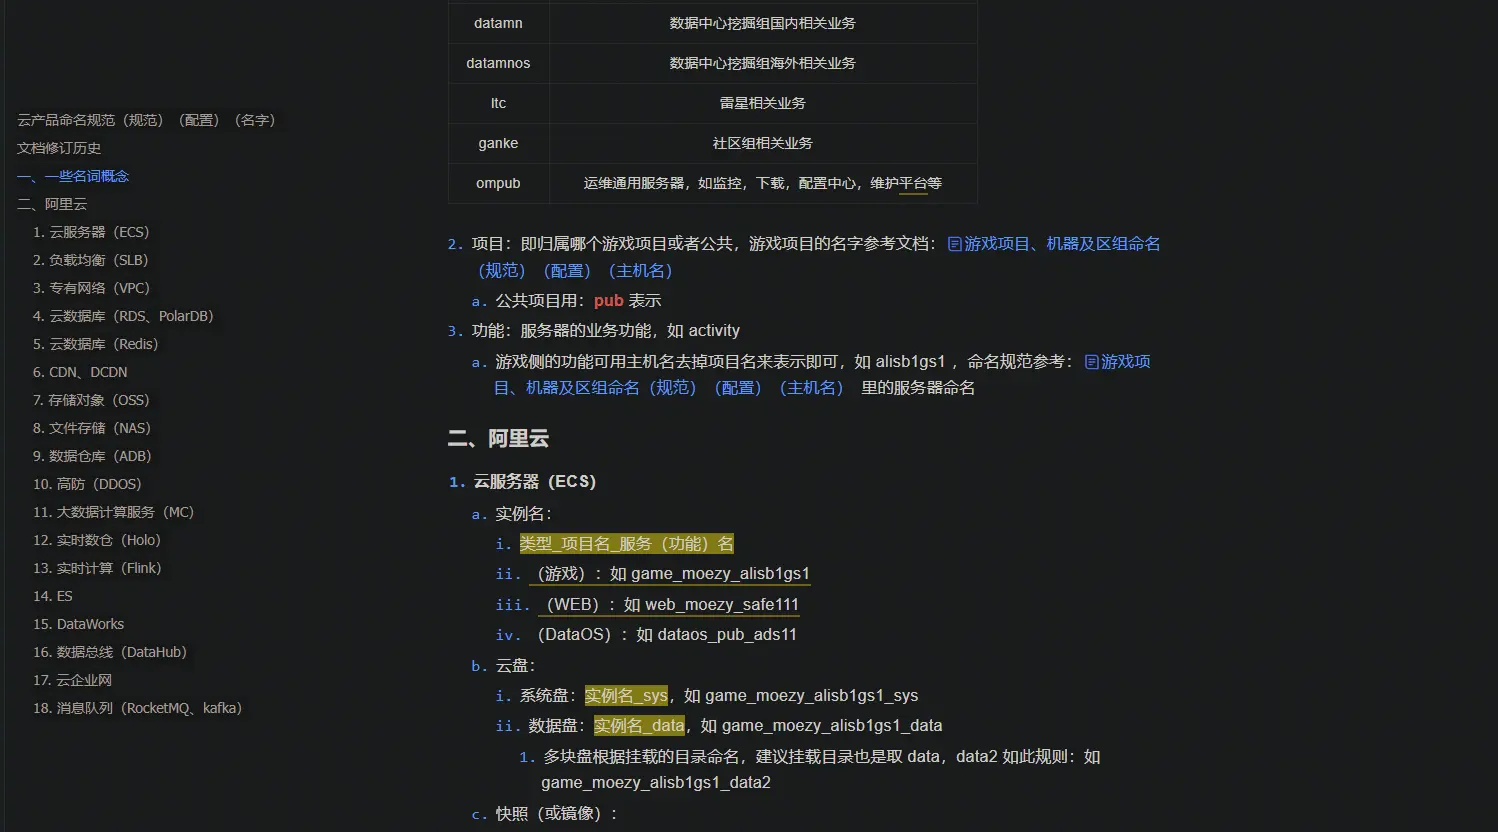 云产品命名规范（规范）（配置）（名字）
文档修订历史
一、一些名词概念
二、阿里云
1. 云服务器（ECS）
2. 负载均衡（SLB）
3. 专有网络（VPC）
4. 云数据库（RDS、PolarDB）
5. 云数据库（Redis）
6. CDN、DCDN
7. 存储对象（OSS）
8. 文件存储（NAS）
9. 数据仓库（ADB）
10. 高防（DDOS）
11. 大数据计算服务（MC）
12. 实时数仓（Holo）
13. 实时计算（Flink）
14. ES
15. DataWorks
16. 数据总线（DataHub）
17. 云企业网
18. 消息队列（RocketMQ、kafka）
datamn 数据中心挖掘组国内相关业务
datamnos 数据中心挖掘组海外相关业务
ltc 雷星相关业务
ganke 社区组相关业务
ompub 运维通用服务器，如监控，下载，配置中心，维护平台等
2. 项目：即归属哪个游戏项目或者公共，游戏项目的名字参考文档：游戏项目、机器及区组命名
（规范）（配置）（主机名）
a. 公共项目用：pub 表示
3. 功能：服务器的业务功能，如 activity
a. 游戏侧的功能可用主机名去掉项目名来表示即可，如 alisb1gs1 ，命名规范参考：游戏项
目、机器及区组命名（规范）（配置）（主机名） 里的服务器命名
二、阿里云
1. 云服务器（ECS）
a. 实例名：
i. 类型_项目名_服务（功能）名
ii. （游戏）：如 game_moezy_alisb1gs1
iii. （WEB）：如 web_moezy_safe111
iv. （DataOS）：如 dataos_pub_ads11
b. 云盘：
i. 系统盘：实例名_sys，如 game_moezy_alisb1gs1_sys
ii. 数据盘：实例名_data，如 game_moezy_alisb1gs1_data
1. 多块盘根据挂载的目录命名，建议挂载目录也是取 data，data2 如此规则：如
game_moezy_alisb1gs1_data2
c. 快照（或镜像）：